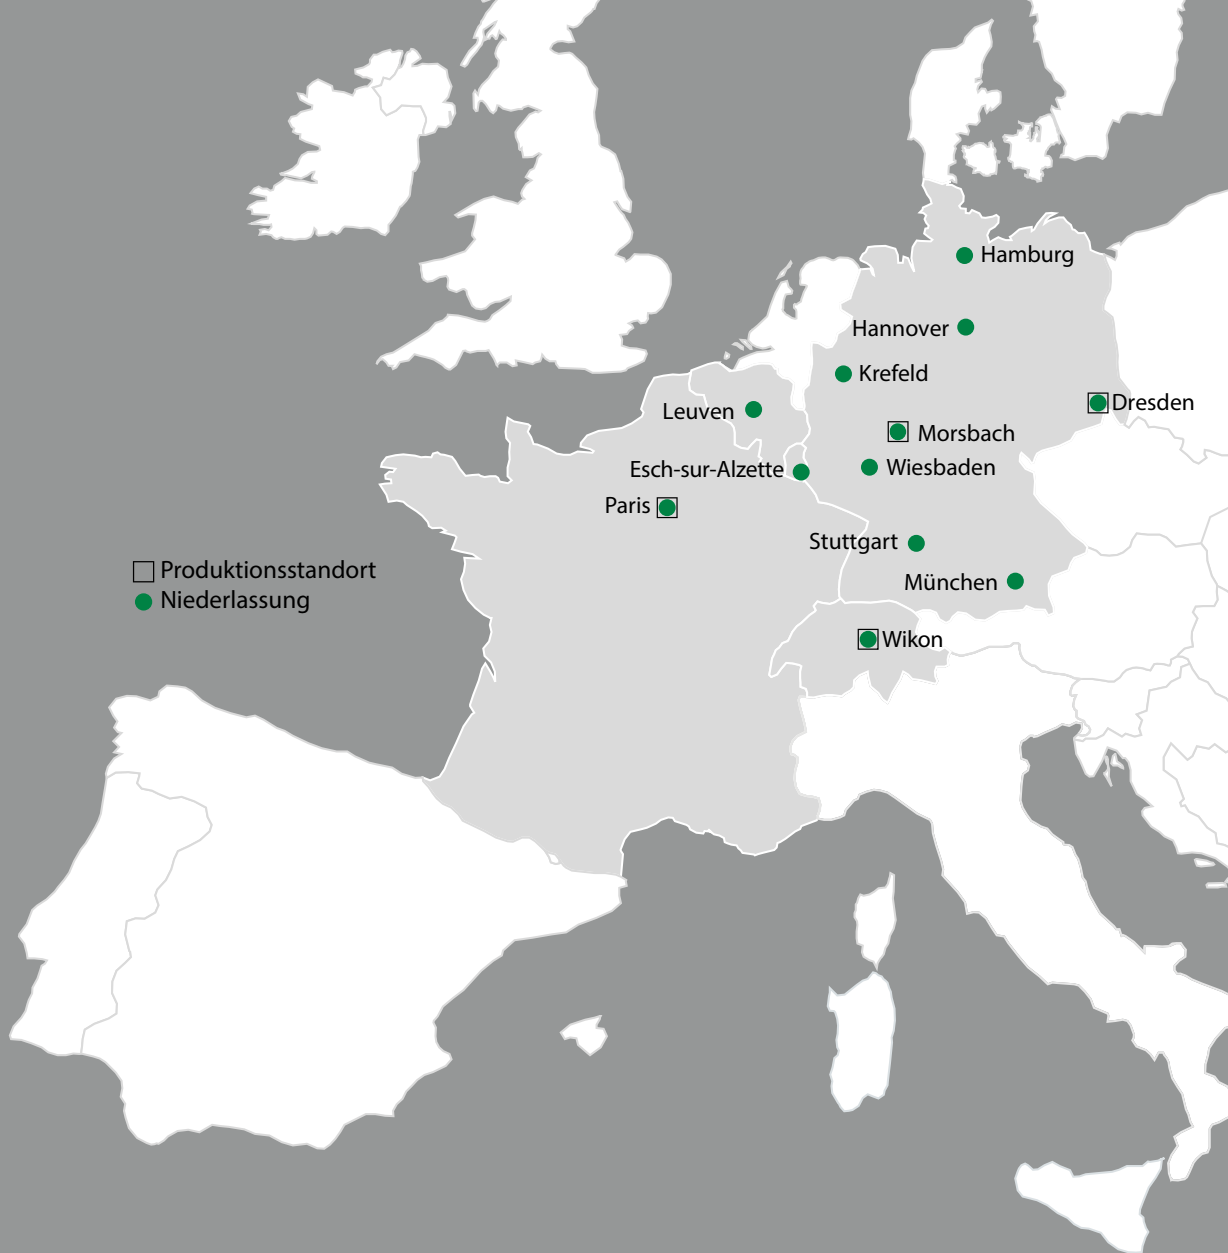 Hamburg
Hannover
Krefeld
Dresden
Leuven
Morsbach
Esch-sur-Alzette
Wiesbaden
Paris
Stuttgart
Produktionsstandort
München
Niederlassung
Wikon